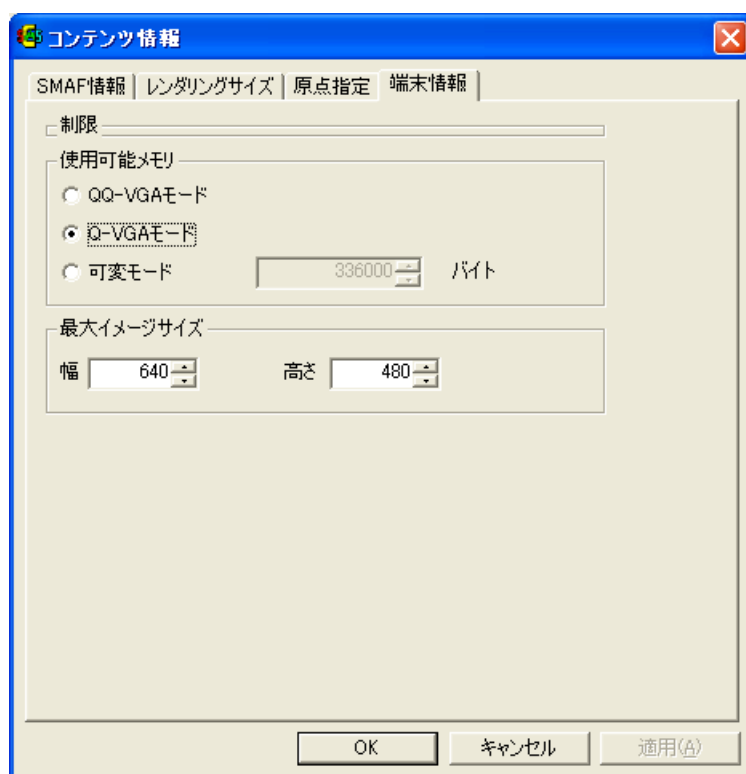 コンテンツ情報
SMAF情報 レンダリングサイズ 原点指定 端末情報
制限
使用可能メモリ
QQ-VGAモード
Q-VGAモード
可変モード 336000 バイト
最大イメージサイズ
幅 640 高さ 480
OK キャンセル 適用(A)